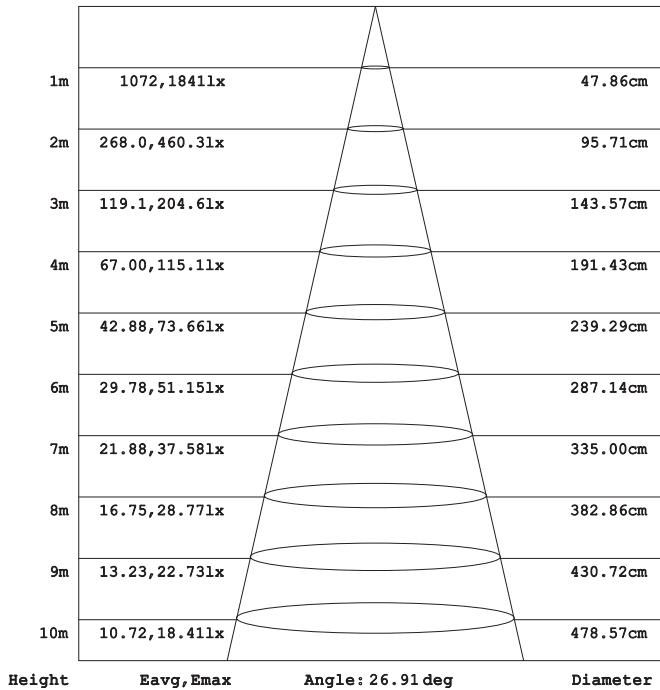 1m 1072,1841lx 47.86cm
2m 268.0,460.3lx 95.71cm
3m 119.1,204.6lx 143.57cm
4m 67.00,115.1lx 191.43cm
5m 42.88,73.66lx 239.29cm
6m 29.78,51.15lx 287.14cm
7m 21.88,37.58lx 335.00cm
8m 16.75,28.77lx 382.86cm
9m 13.23,22.73lx 430.72cm
10m 10.72,18.41lx 478.57cm
Height Eavg,Emax Angle: 26.91 deg Diameter